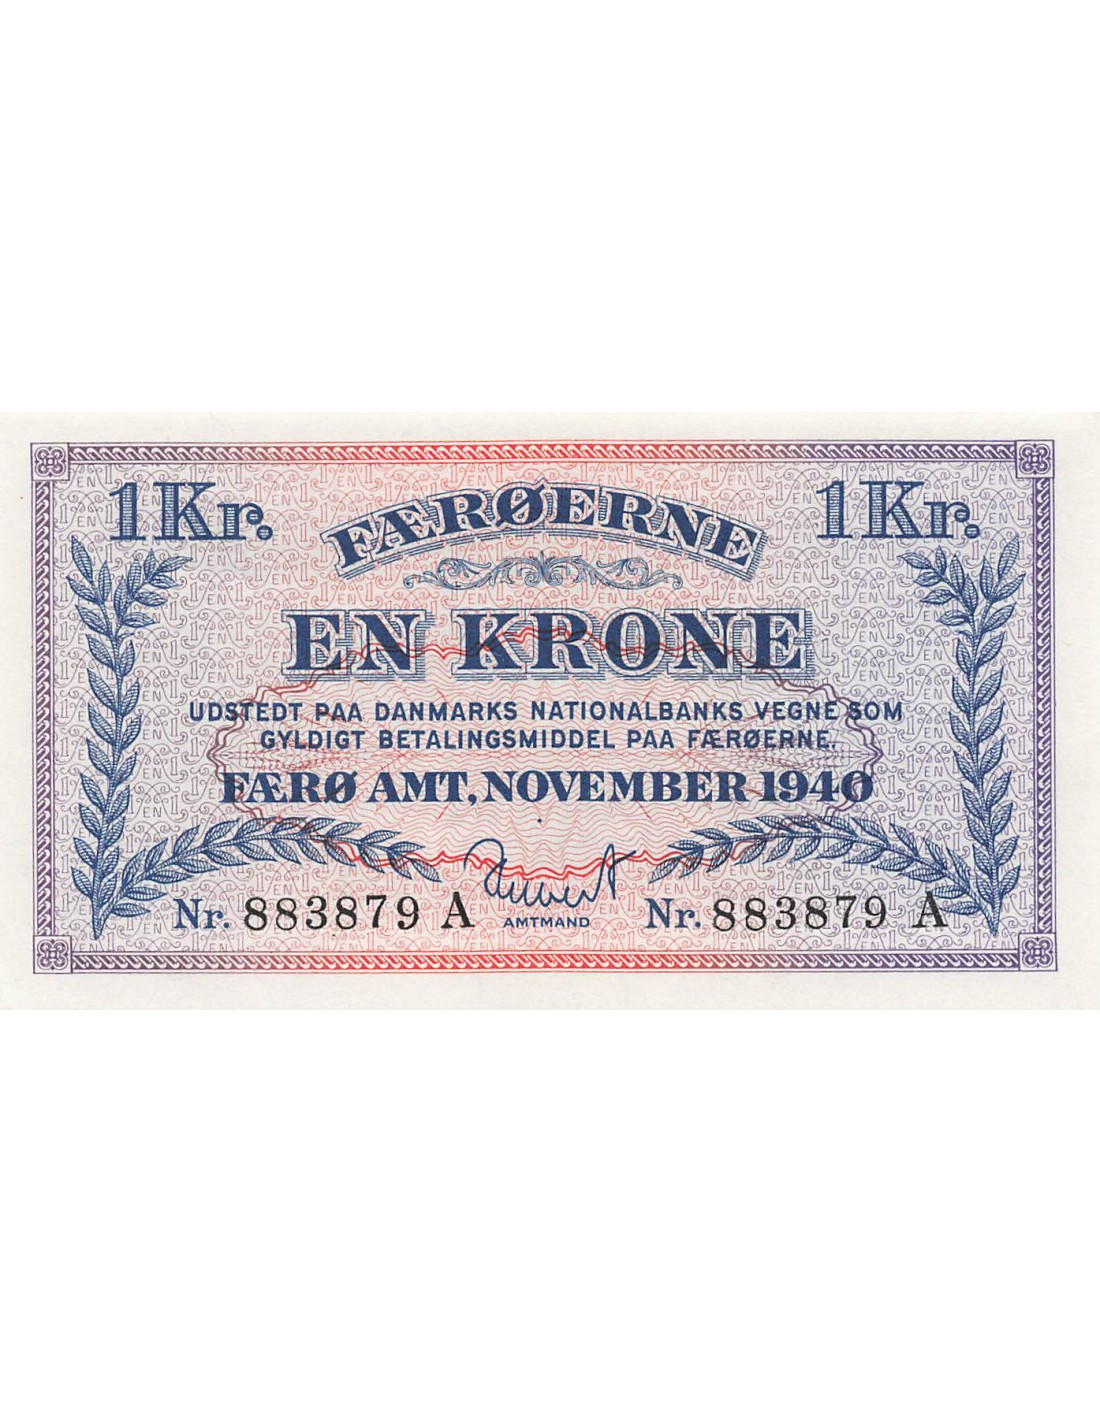 1 Kr. 1 Kr.
FÆRØERNE
EN KRONE
UDSTEDT PAA DANMARKS NATIONALBANKS VEGNE SOM
GYLDIGT BETALINGSMIDDEL PAA FÆRØERNE.
FÆRØ AMT, NOVEMBER 1940
AMTMAND
Nr. 883879 A Nr. 883879 A